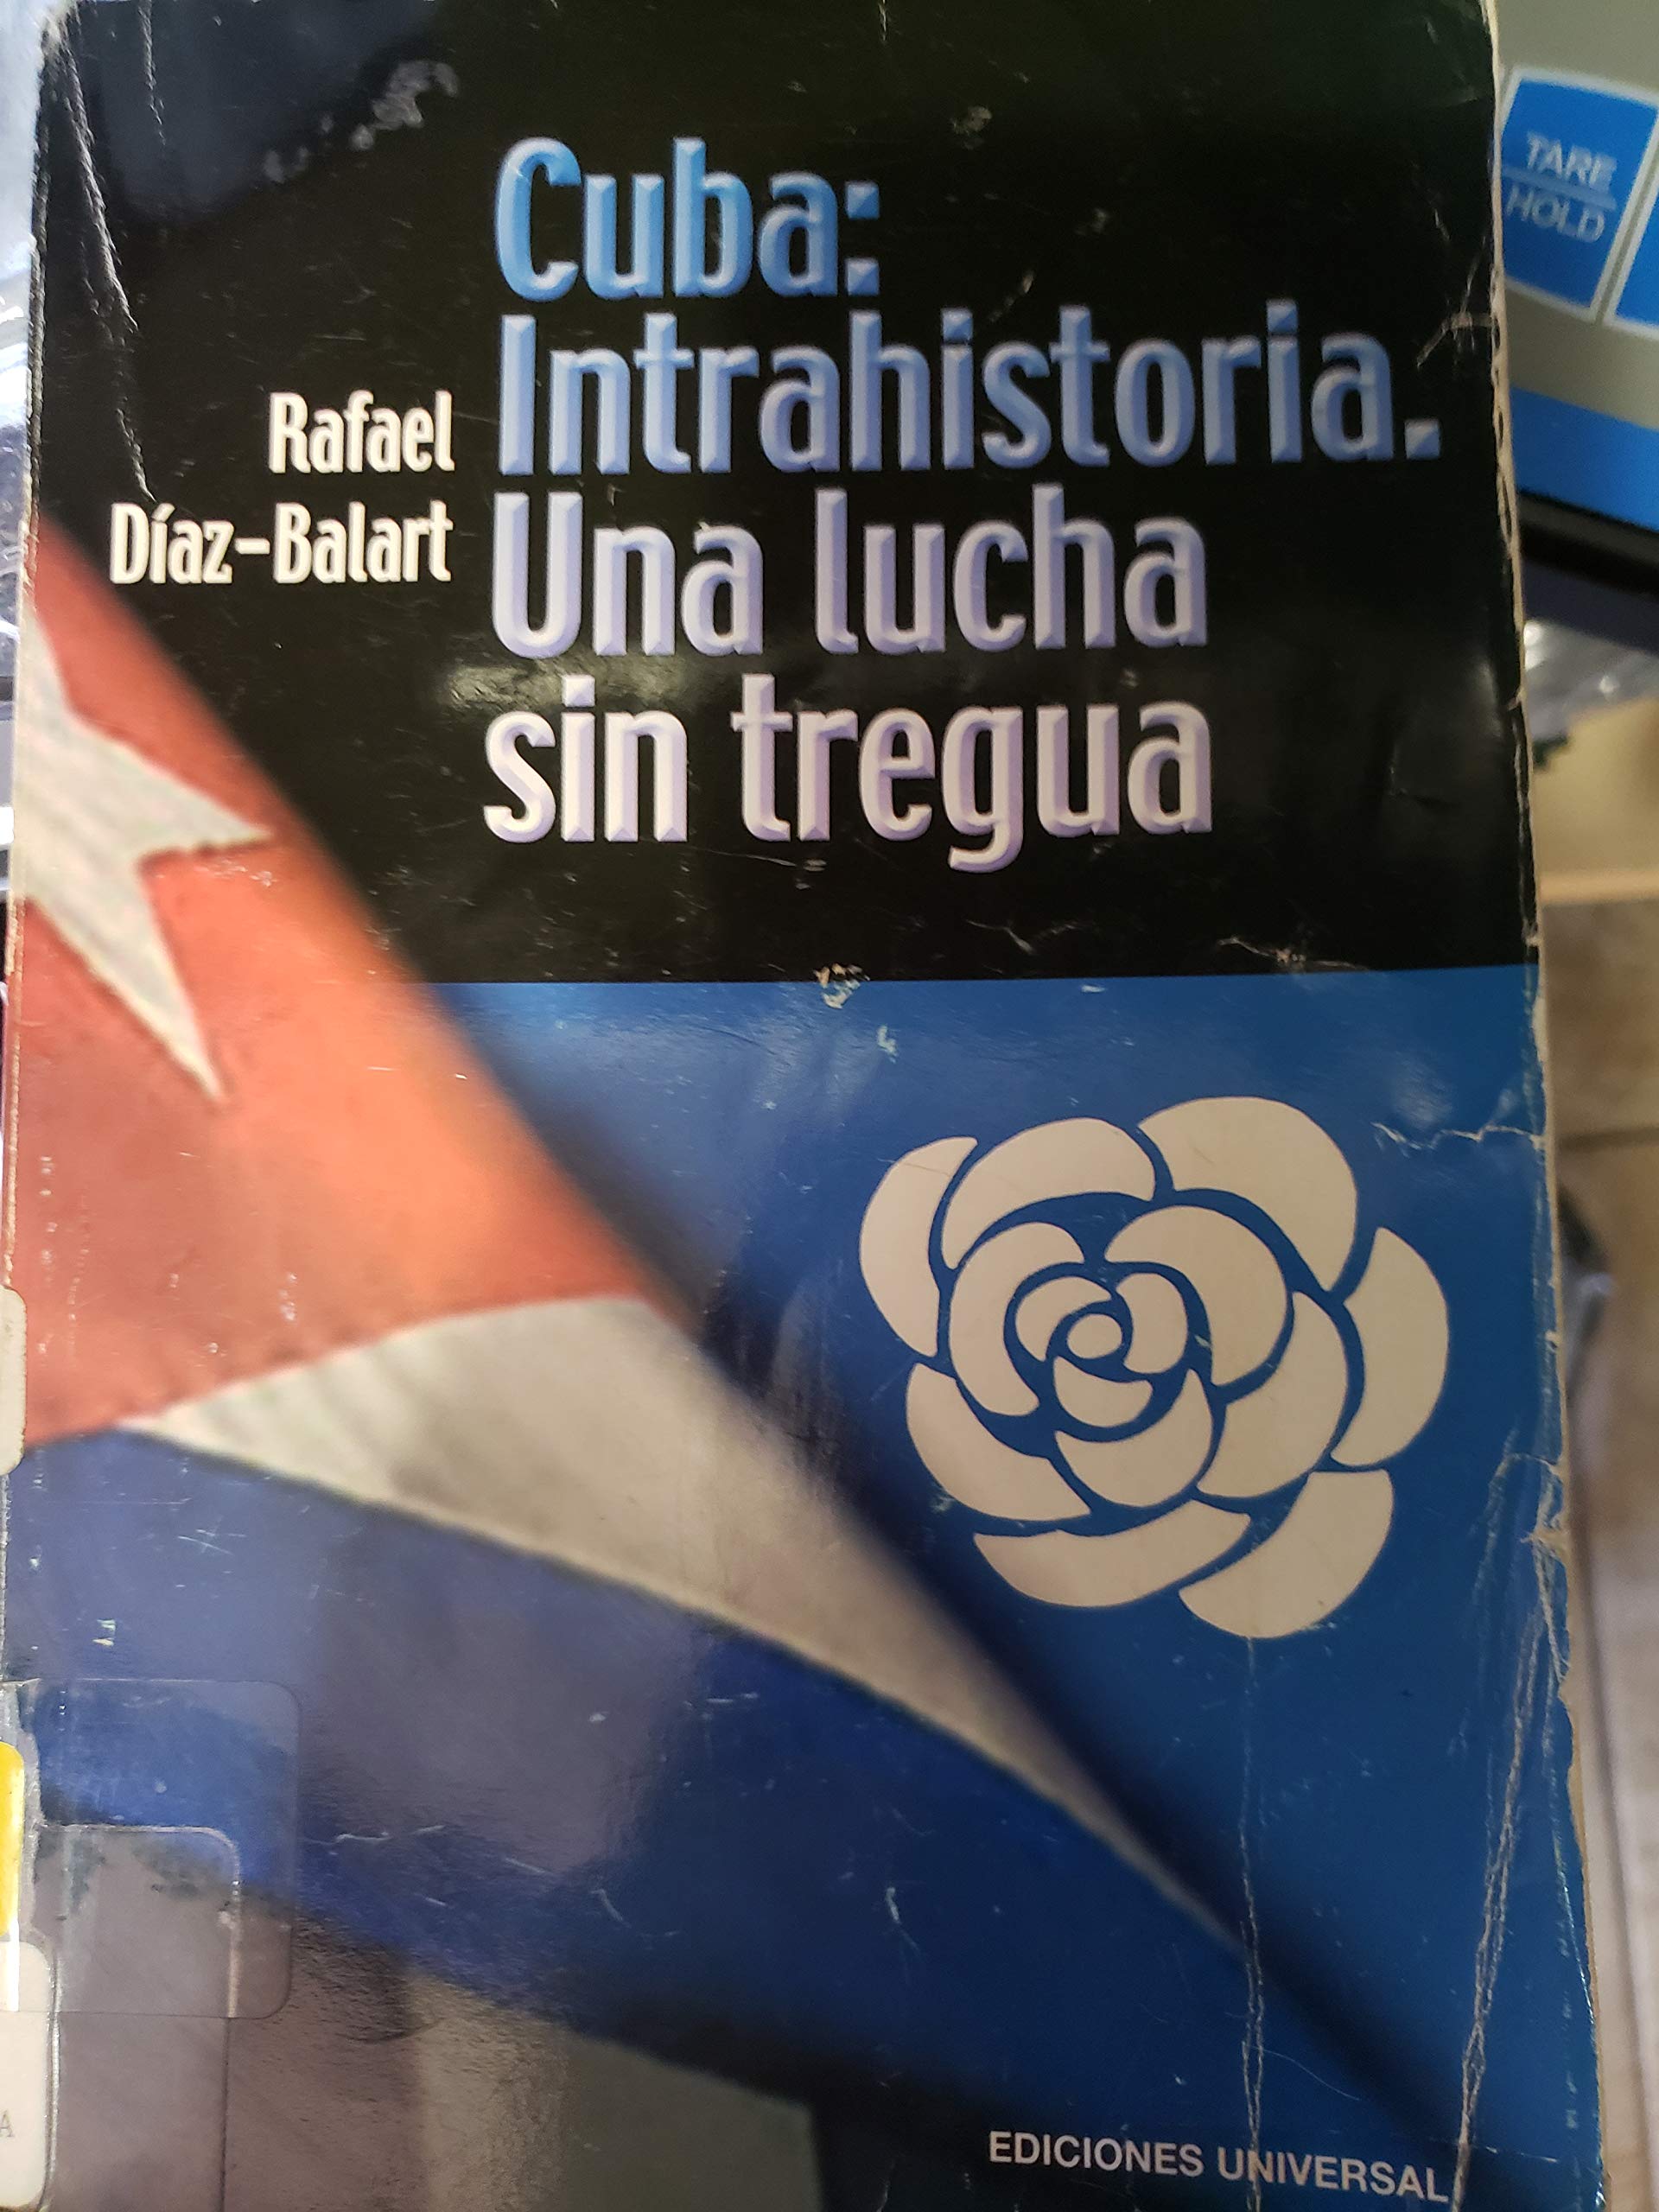 Cuba:
Intrahistoria.
Una lucha
sin tregua
Rafael
Díaz-Balart
EDICIONES UNIVERSAL
TARE
HOLD
A